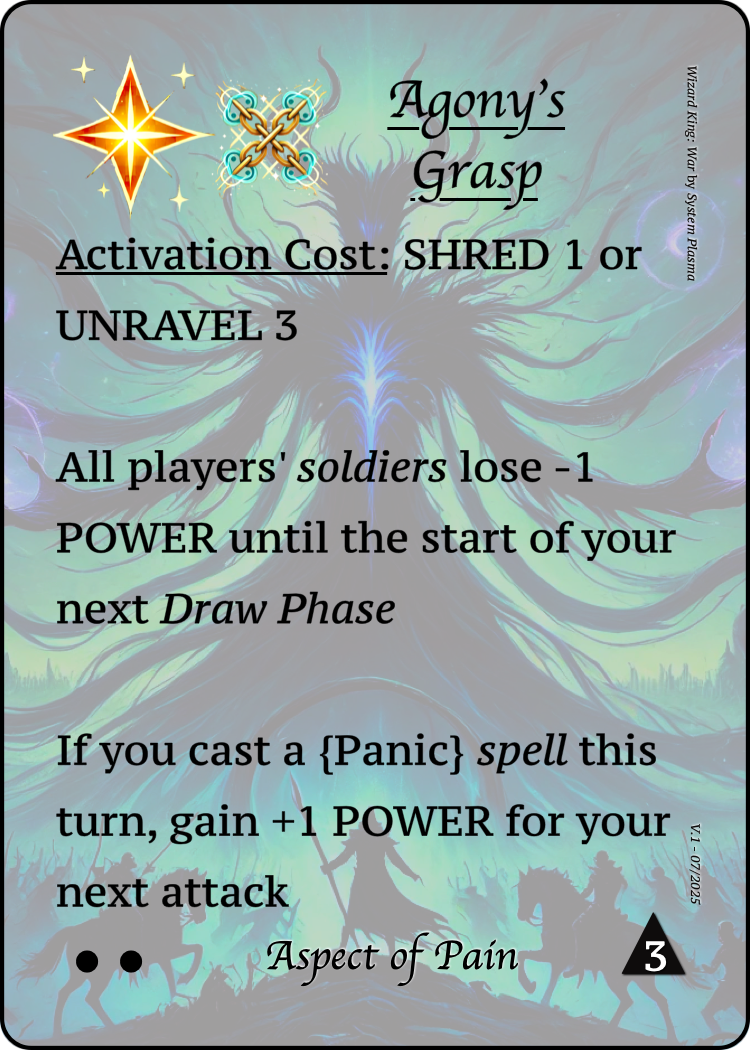 Agony's
Grasp
Wizard King: War by System Plasma
Activation Cost: SHRED 1 or
UNRAVEL 3
All players' soldiers lose -1
POWER until the start of your
next Draw Phase
If you cast a {Panic} spell this
turn, gain +1 POWER for your
next attack
V.1 - 07/2025
Aspect of Pain
3